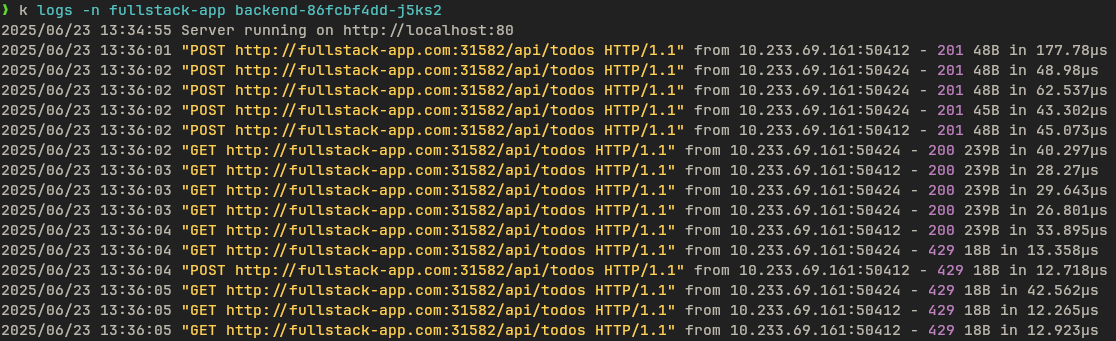 ❯ k logs -n fullstack-app backend-86fcbf4dd-j5ks2
2025/06/23 13:34:55 Server running on http://localhost:80
2025/06/23 13:36:01 "POST http://fullstack-app.com:31582/api/todos HTTP/1.1" from 10.233.69.161:50412 - 201 48B in 177.78µs
2025/06/23 13:36:02 "POST http://fullstack-app.com:31582/api/todos HTTP/1.1" from 10.233.69.161:50424 - 201 48B in 48.98µs
2025/06/23 13:36:02 "POST http://fullstack-app.com:31582/api/todos HTTP/1.1" from 10.233.69.161:50412 - 201 48B in 62.537µs
2025/06/23 13:36:02 "POST http://fullstack-app.com:31582/api/todos HTTP/1.1" from 10.233.69.161:50424 - 201 45B in 43.302µs
2025/06/23 13:36:02 "POST http://fullstack-app.com:31582/api/todos HTTP/1.1" from 10.233.69.161:50412 - 201 48B in 45.073µs
2025/06/23 13:36:02 "GET http://fullstack-app.com:31582/api/todos HTTP/1.1" from 10.233.69.161:50424 - 200 239B in 40.297µs
2025/06/23 13:36:03 "GET http://fullstack-app.com:31582/api/todos HTTP/1.1" from 10.233.69.161:50412 - 200 239B in 28.27µs
2025/06/23 13:36:03 "GET http://fullstack-app.com:31582/api/todos HTTP/1.1" from 10.233.69.161:50424 - 200 239B in 29.643µs
2025/06/23 13:36:03 "GET http://fullstack-app.com:31582/api/todos HTTP/1.1" from 10.233.69.161:50424 - 200 239B in 26.801µs
2025/06/23 13:36:04 "GET http://fullstack-app.com:31582/api/todos HTTP/1.1" from 10.233.69.161:50412 - 200 239B in 33.895µs
2025/06/23 13:36:04 "GET http://fullstack-app.com:31582/api/todos HTTP/1.1" from 10.233.69.161:50424 - 429 18B in 13.358µs
2025/06/23 13:36:04 "POST http://fullstack-app.com:31582/api/todos HTTP/1.1" from 10.233.69.161:50412 - 429 18B in 12.718µs
2025/06/23 13:36:05 "GET http://fullstack-app.com:31582/api/todos HTTP/1.1" from 10.233.69.161:50424 - 429 18B in 42.562µs
2025/06/23 13:36:05 "GET http://fullstack-app.com:31582/api/todos HTTP/1.1" from 10.233.69.161:50412 - 429 18B in 12.265µs
2025/06/23 13:36:05 "GET http://fullstack-app.com:31582/api/todos HTTP/1.1" from 10.233.69.161:50412 - 429 18B in 12.923µs